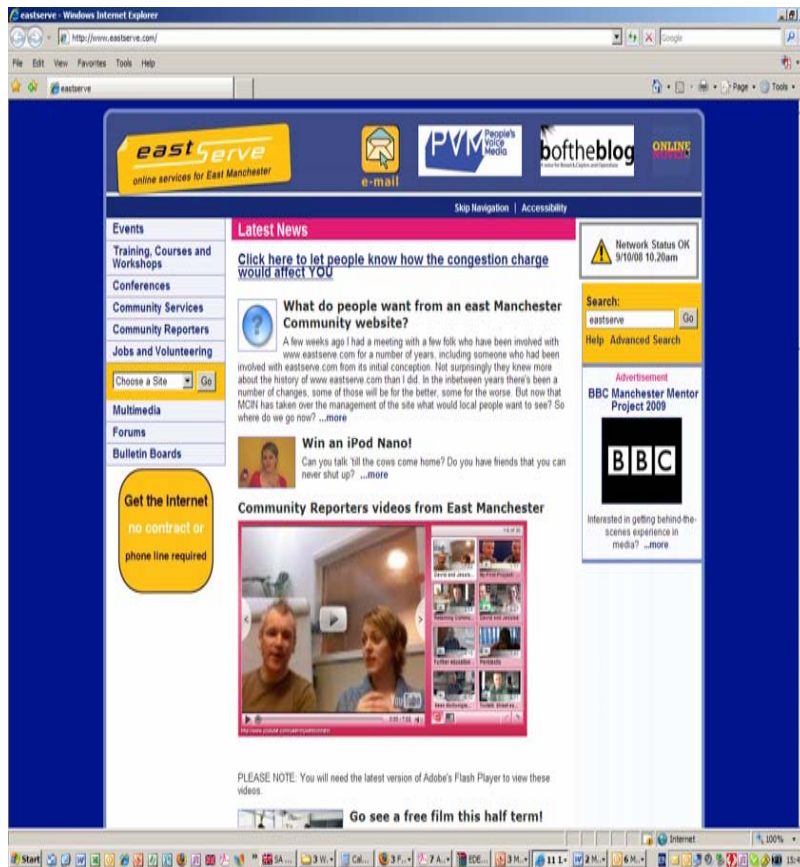 eastserve - Windows Internet Explorer
http://www.eastserve.com/
Google
File Edit View Favorites Tools Help
eastserve
Page Tools
eastserve
online services for East Manchester
e-mail
PVM People's Voice Media
boftheblog
ONLINE
Skip Navigation | Accessibility
Events
Training, Courses and
Workshops
Conferences
Community Services
Community Reporters
Jobs and Volunteering
Choose a Site Go
Multimedia
Forums
Bulletin Boards
Get the Internet
no contract or
phone line required
Latest News
Click here to let people know how the congestion charge
would affect YOU
What do people want from an east Manchester
Community website?
A few weeks ago I had a meeting with a few folk who have been involved with
www.eastserve.com for a number of years, including someone who had been
involved with eastserve.com from its initial conception. Not surprisingly they knew more
about the history of www.eastserve.com than I did. In the inbetween years there's been a
number of changes, some of those will be for the better, some for the worse. But now that
MCIN has taken over the management of the site what would local people want to see? So
where do we go now? ...more
Win an iPod Nano!
Can you talk 'till the cows come home? Do you have friends that you can
never shut up? ...more
Community Reporters videos from East Manchester
David and Jessica
Further education
YouTube
PLEASE NOTE: You will need the latest version of Adobe's Flash Player to view these
videos.
Go see a free film this half term!
Network Status OK
9/10/08 10.20am
Search:
eastserve Go
Help Advanced Search
Advertisement
BBC Manchester Mentor
Project 2009
BBC
Interested in getting behind-the-
scenes experience in
media? ...more
Internet 100%
Start